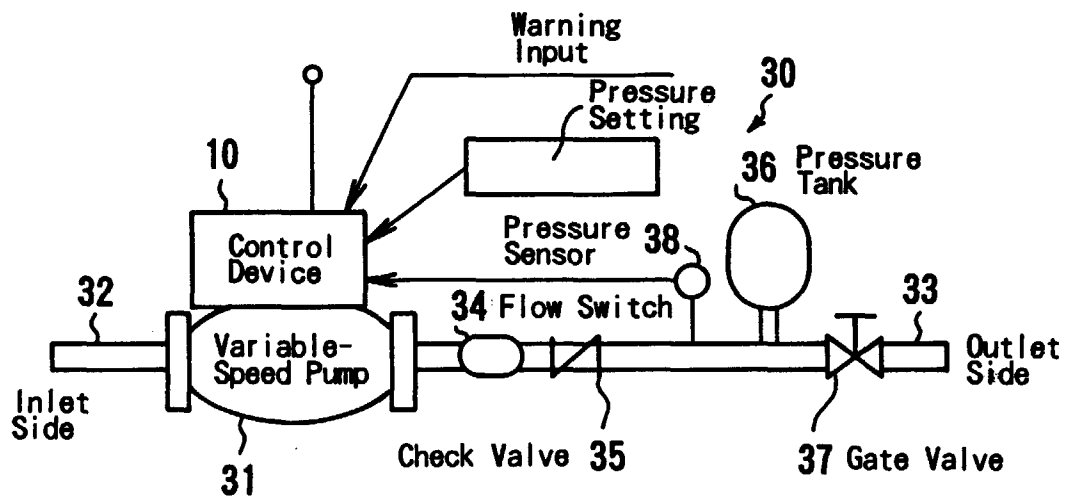 Warning
Input
Pressure
Setting
30
36 Pressure
Tank
10
Control
Device
Pressure
Sensor
38
32
34 Flow Switch
33
Variable-
Speed Pump
Outlet
Side
Inlet
Side
31
Check Valve 35
37 Gate Valve